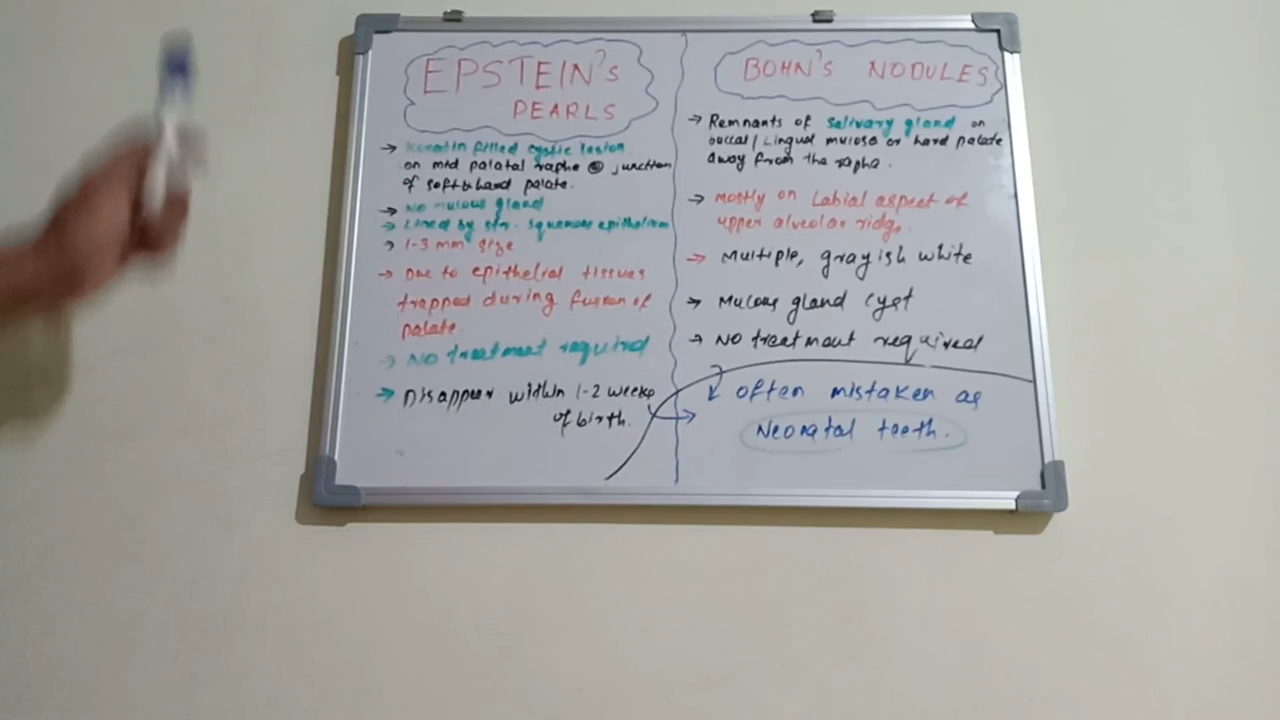 EPSTEIN's
PEARLS
→ Keratin filled cystic lesion
on mid palatal raphe @ junction
of soft & hard palate.
→ No mucous gland
→ Lined by str. squamous epithelium
→ 1-3 mm size
→ Due to epithelial tissues
trapped during fusion of
palate.
→ No treatment required
→ Disappear within 1-2 weeks
of birth.
BOHN's NODULES
→ Remnants of salivary gland on
buccal/Lingual mucosa or hard palate
away from the raphe.
→ mostly on Labial aspect of
upper alveolar ridge.
→ Multiple, grayish white
→ Mucous gland cyst
→ NO treatment required
→ often mistaken as
Neonatal teeth.